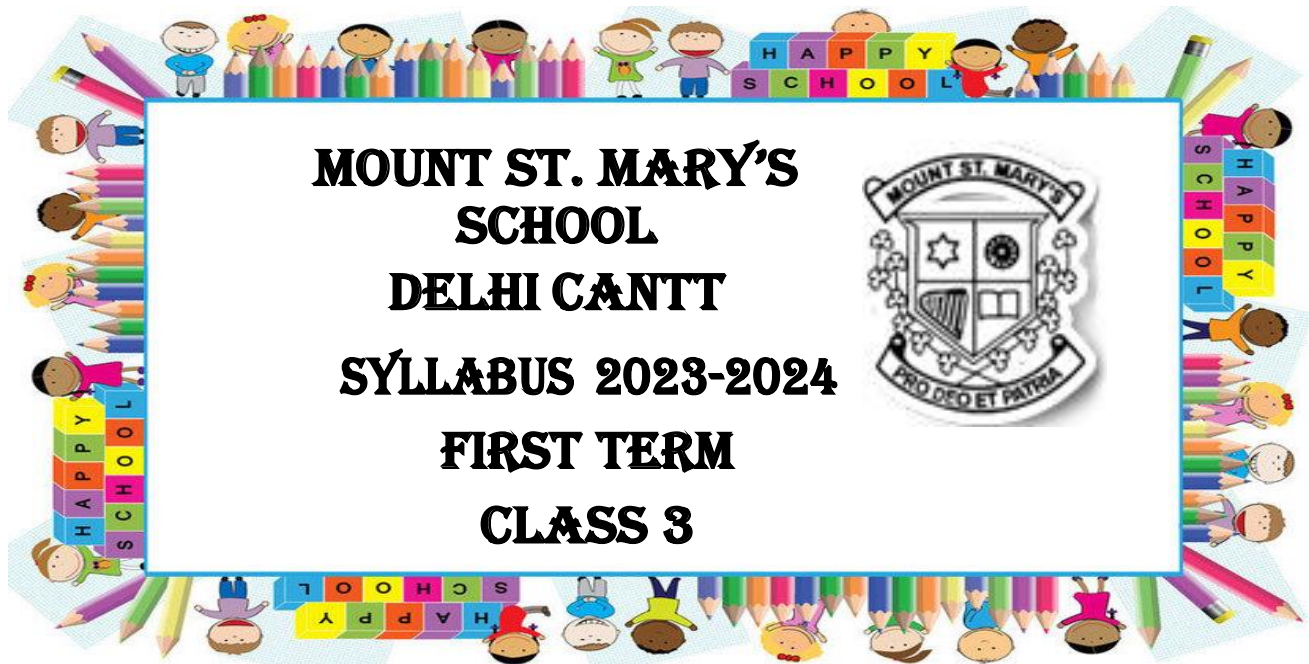 HAPPY
SCHOOL
MOUNT ST. MARY'S
SCHOOL
DELHI CANTT
SYLLABUS 2023-2024
FIRST TERM
CLASS 3
MOUNT ST. MARY'S
PRO DEO ET PATRIA
HAPPY
SCHOOL
HAPPY
SCHOOL
SCHOOL
HAPPY